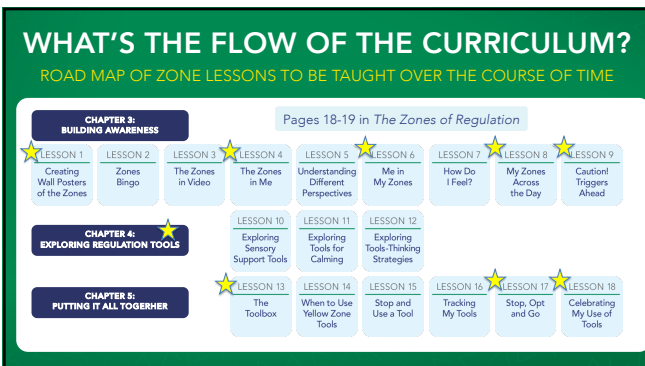 WHAT'S THE FLOW OF THE CURRICULUM?
ROAD MAP OF ZONE LESSONS TO BE TAUGHT OVER THE COURSE OF TIME
CHAPTER 3:
BUILDING AWARENESS
Pages 18-19 in The Zones of Regulation
LESSON 1
Creating
Wall Posters
of the Zones
LESSON 2
Zones
Bingo
LESSON 3
The Zones
in Video
LESSON 4
The Zones
in Me
LESSON 5
Understanding
Different
Perspectives
LESSON 6
Me in
My Zones
LESSON 7
How Do
I Feel?
LESSON 8
My Zones
Across
the Day
LESSON 9
Caution!
Triggers
Ahead
CHAPTER 4:
EXPLORING REGULATION TOOLS
LESSON 10
Exploring
Sensory
Support Tools
LESSON 11
Exploring
Tools for
Calming
LESSON 12
Exploring
Tools-Thinking
Strategies
CHAPTER 5:
PUTTING IT ALL TOGERHER
LESSON 13
The
Toolbox
LESSON 14
When to Use
Yellow Zone
Tools
LESSON 15
Stop and
Use a Tool
LESSON 16
Tracking
My Tools
LESSON 17
Stop, Opt
and Go
LESSON 18
Celebrating
My Use of
Tools